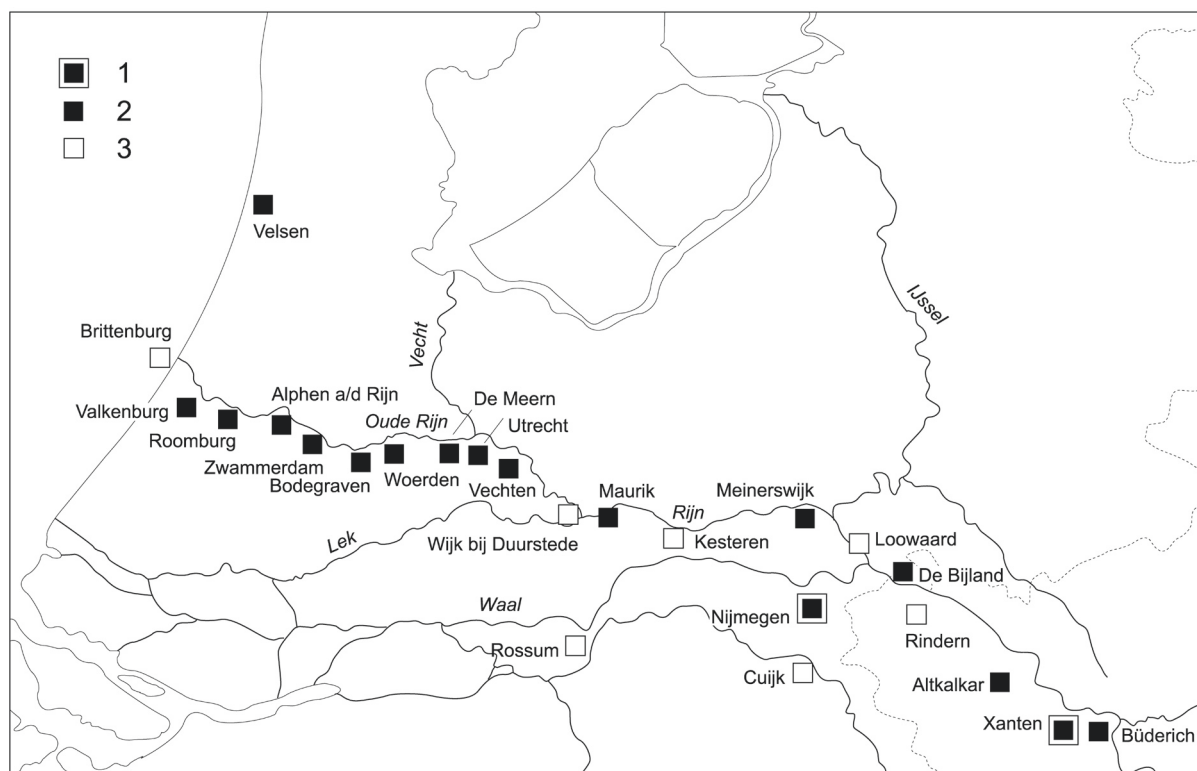 1
2
3
Velsen
IJssel
Brittenburg
Vecht
Alphen a/d Rijn
De Meern
Valkenburg
Oude Rijn
Utrecht
Roomburg
Zwammerdam
Bodegraven
Woerden
Vechten
Maurik
Meinerswijk
Rijn
Lek
Wijk bij Duurstede
Kesteren
Loowaard
De Bijland
Waal
Nijmegen
Rindern
Rossum
Cuijk
Altkalkar
Xanten
Büderich